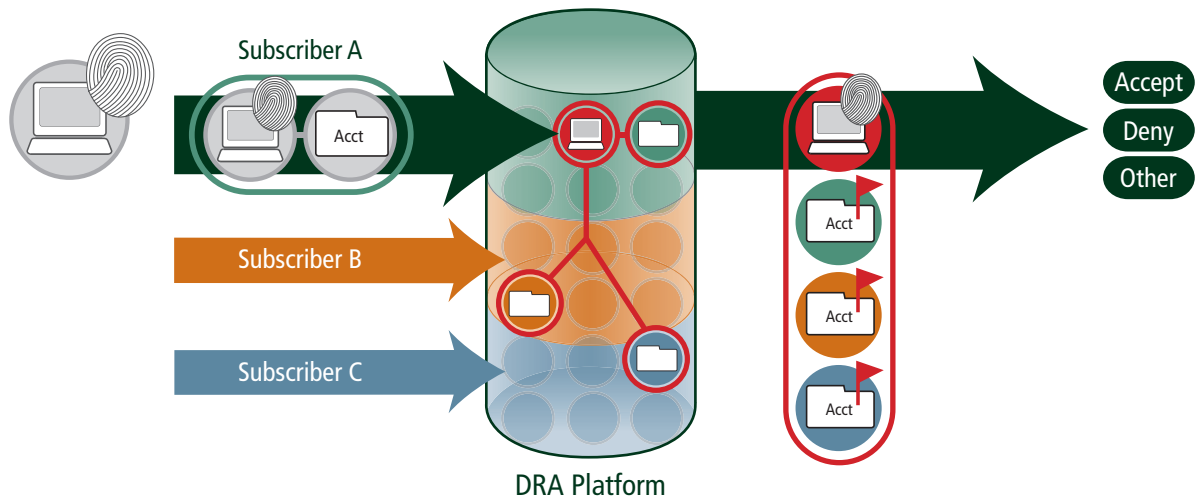 Subscriber A
Acct
Subscriber B
Subscriber C
DRA Platform
Acct
Acct
Acct
Accept
Deny
Other